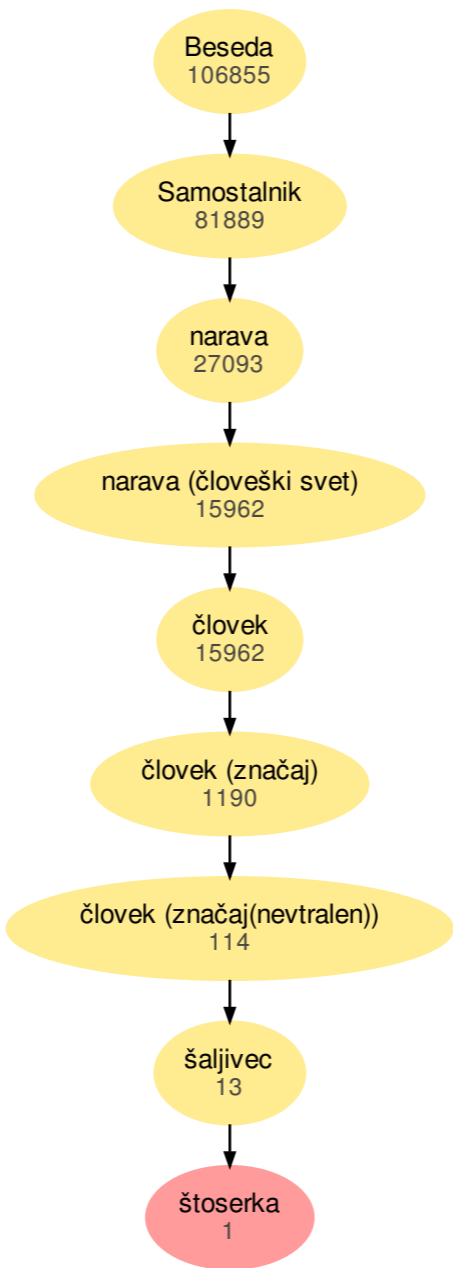 Beseda
106855
Samostalnik
81889
narava
27093
narava (človeški svet)
15962
človek
15962
človek (značaj)
1190
človek (značaj(nevtralen))
114
šaljivec
13
štoserka
1